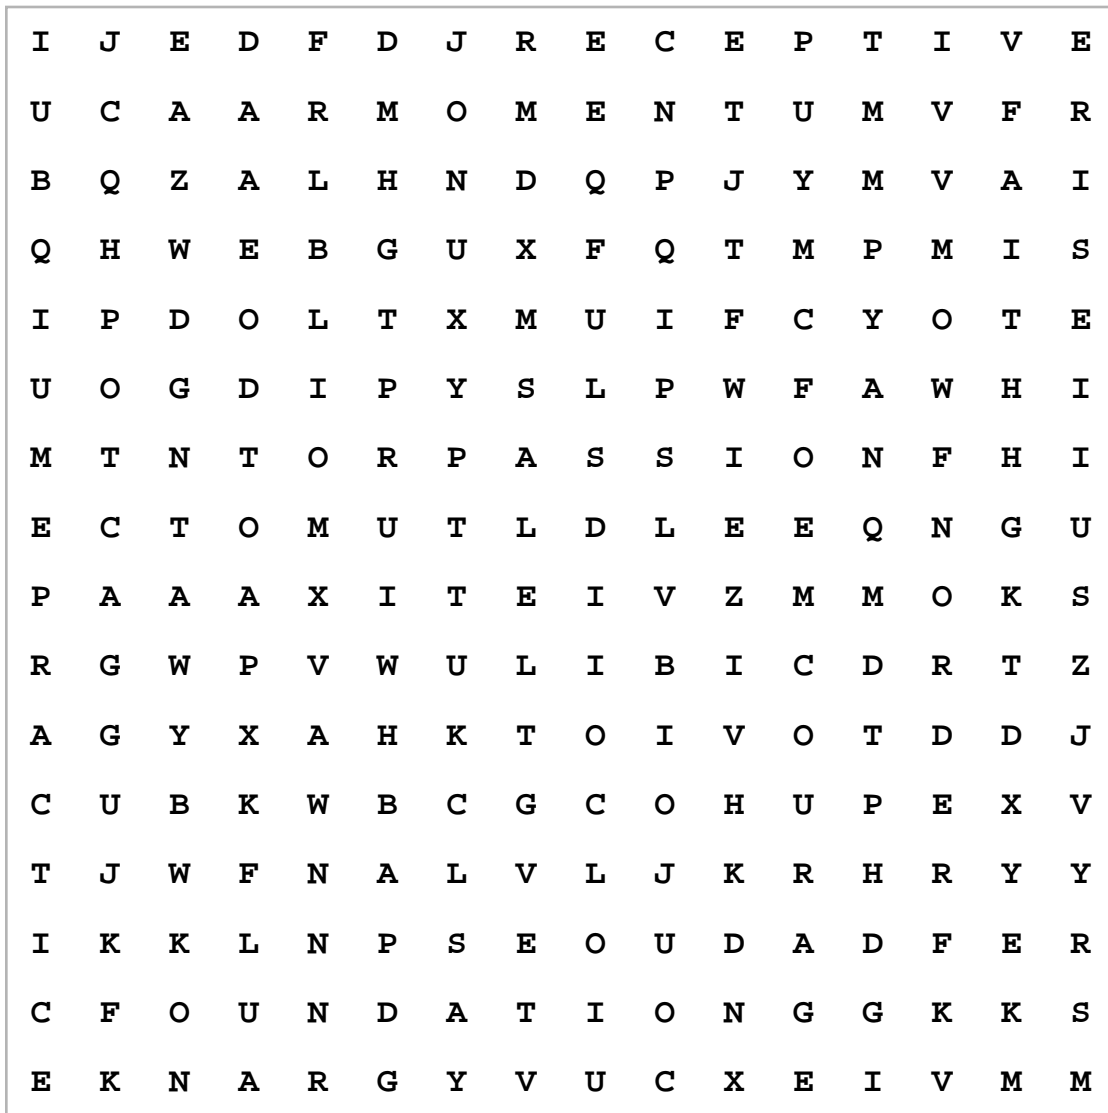 I J E D F D J R E C E P T I V E
U C A A R M O M E N T U M V F R
B Q Z A L H N D Q P J Y M V A I
Q H W E B G U X F Q T M P M I S
I P D O L T X M U I F C Y O T E
U O G D I P Y S L P W F A W H I
M T N T O R P A S S I O N F H I
E C T O M U T L D L E E Q N G U
P A A A X I T E I V Z M M O K S
R G W P V W U L I B I C D R T Z
A G Y X A H K T O I V O T D D J
C U B K W B C G C O H U P E X V
T J W F N A L V L J K R H R Y Y
I K K L N P S E O U D A D F E R
C F O U N D A T I O N G G K K S
E K N A R G Y V U C X E I V M M